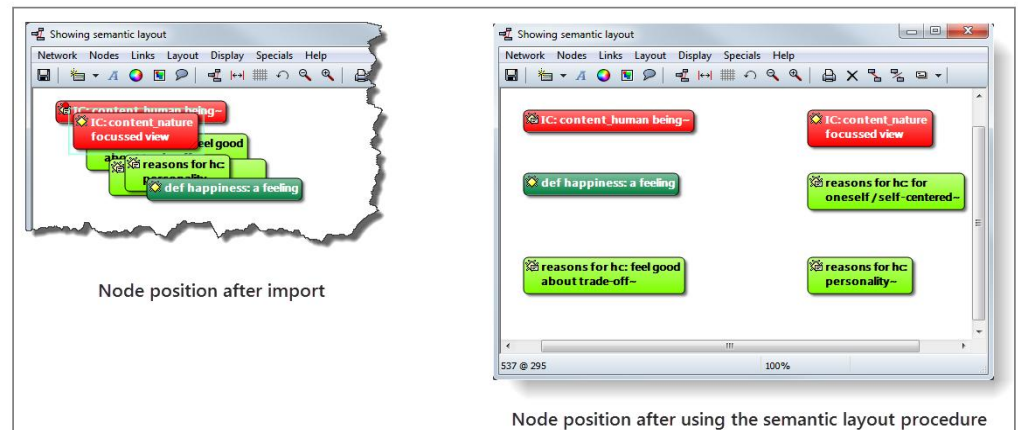 Showing semantic layout
Network Nodes Links Layout Display Specials Help
IC: content_human being~
IC: content_nature
focussed view
feel good
reasons for hc:
def happiness: a feeling
Node position after import
Showing semantic layout
Network Nodes Links Layout Display Specials Help
IC: content_human being~
IC: content_nature
focussed view
def happiness: a feeling
reasons for hc: for
oneself / self-centered~
reasons for hc: feel good
about trade-off~
reasons for hc:
personality~
537 @ 295
100%
Node position after using the semantic layout procedure